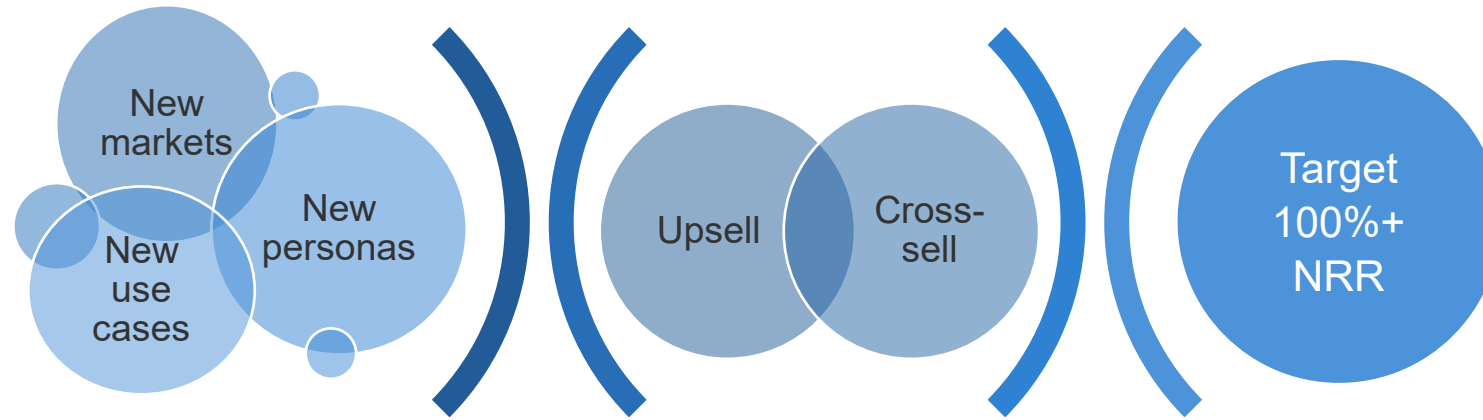 New
markets
New
personas
New
use
cases
Upsell
Cross-
sell
Target
100%+
NRR